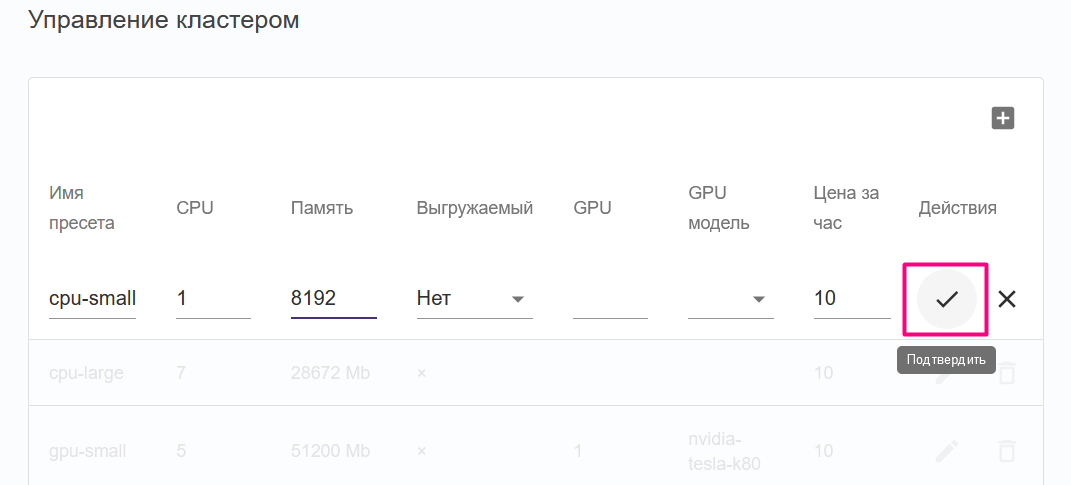 Управление кластером
Имя пресета CPU Память Выгружаемый GPU GPU модель Цена за час Действия
cpu-small 1 8192 Нет 10
Подтвердить
cpu-large 7 28672 Mb × 10
gpu-small 5 51200 Mb × 1 nvidia-tesla-k80 10